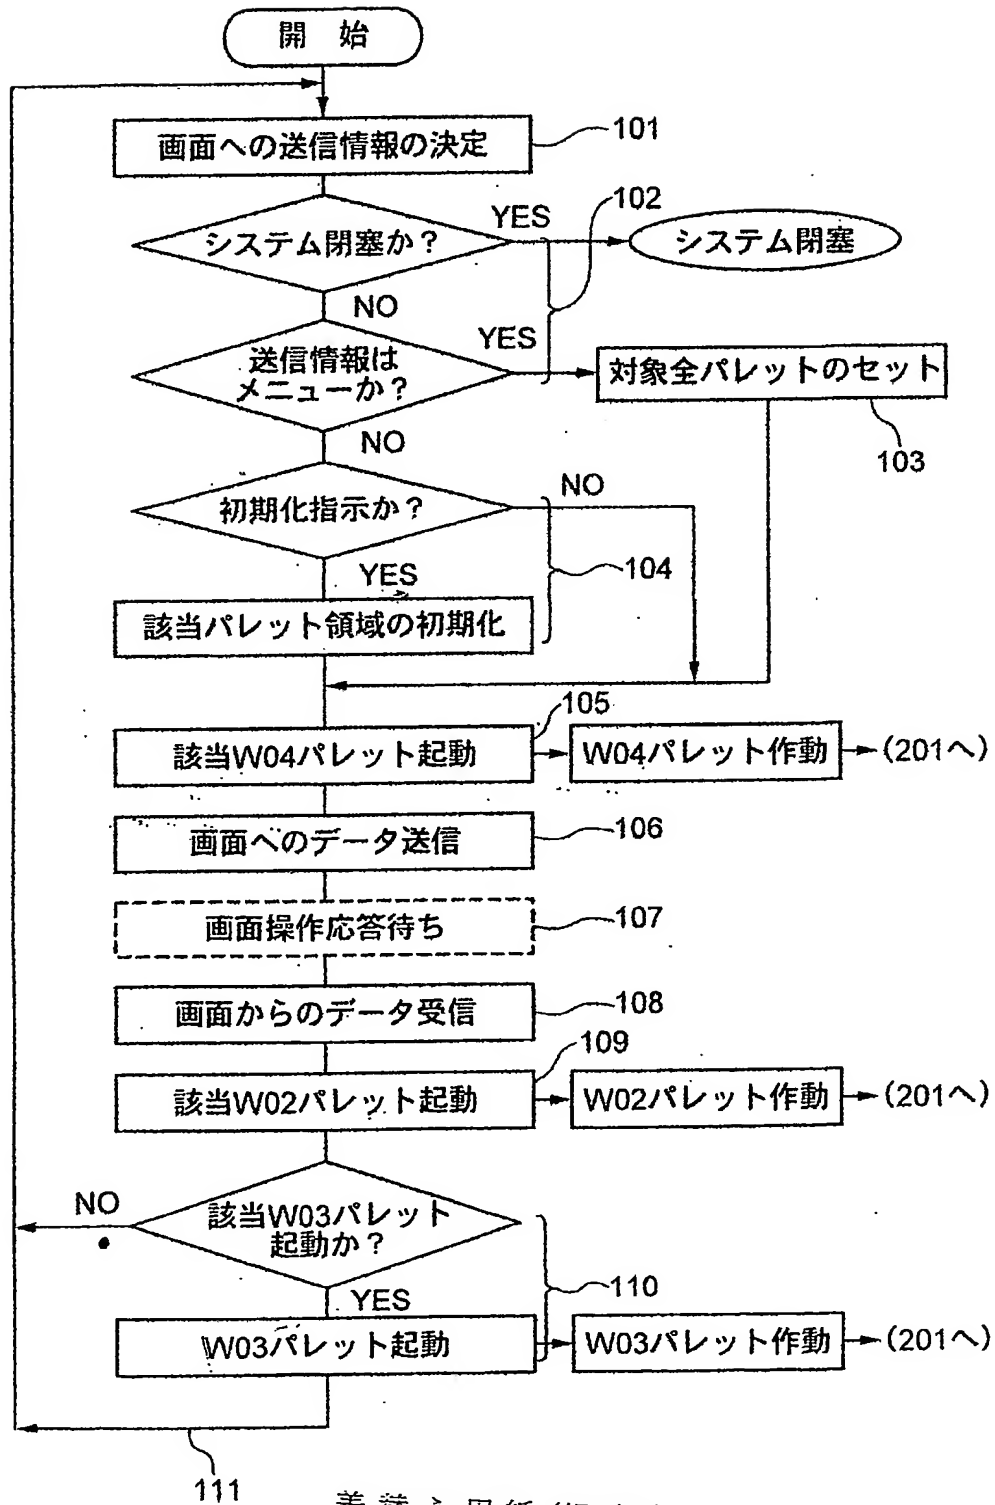 開 始
画面への送信情報の決定
101
102
YES
システム閉塞か？
システム閉塞
NO
YES
送信情報は
メニューか？
対象全パレットのセット
103
NO
初期化指示か？
NO
104
YES
該当パレット領域の初期化
105
該当W04パレット起動
W04パレット作動
(201へ)
画面へのデータ送信
106
画面操作応答待ち
107
画面からのデータ受信
108
109
該当W02パレット起動
W02パレット作動
(201へ)
NO
該当W03パレット
起動か？
110
YES
W03パレット起動
W03パレット作動
(201へ)
111